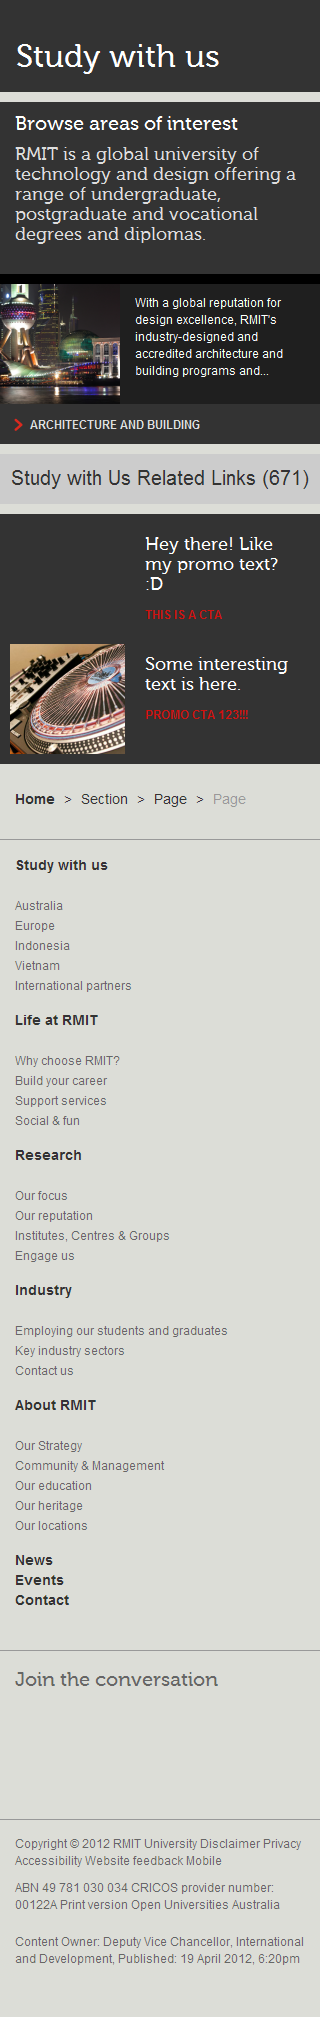 Study with us
Browse areas of interest
RMIT is a global university of
technology and design offering a
range of undergraduate,
postgraduate and vocational
degrees and diplomas.
With a global reputation for
design excellence, RMIT's
industry-designed and
accredited architecture and
building programs and...
ARCHITECTURE AND BUILDING
Study with Us Related Links (671)
Hey there! Like
my promo text?
:D
THIS IS A CTA
Some interesting
text is here.
PROMO CTA 123!!!
Home > Section > Page > Page
Study with us
Australia
Europe
Indonesia
Vietnam
International partners
Life at RMIT
Why choose RMIT?
Build your career
Support services
Social & fun
Research
Our focus
Our reputation
Institutes, Centres & Groups
Engage us
Industry
Employing our students and graduates
Key industry sectors
Contact us
About RMIT
Our Strategy
Community & Management
Our education
Our heritage
Our locations
News
Events
Contact
Join the conversation
Copyright © 2012 RMIT University Disclaimer Privacy
Accessibility Website feedback Mobile
ABN 49 781 030 034 CRICOS provider number:
00122A Print version Open Universities Australia
Content Owner: Deputy Vice Chancellor, International
and Development, Published: 19 April 2012, 6:20pm